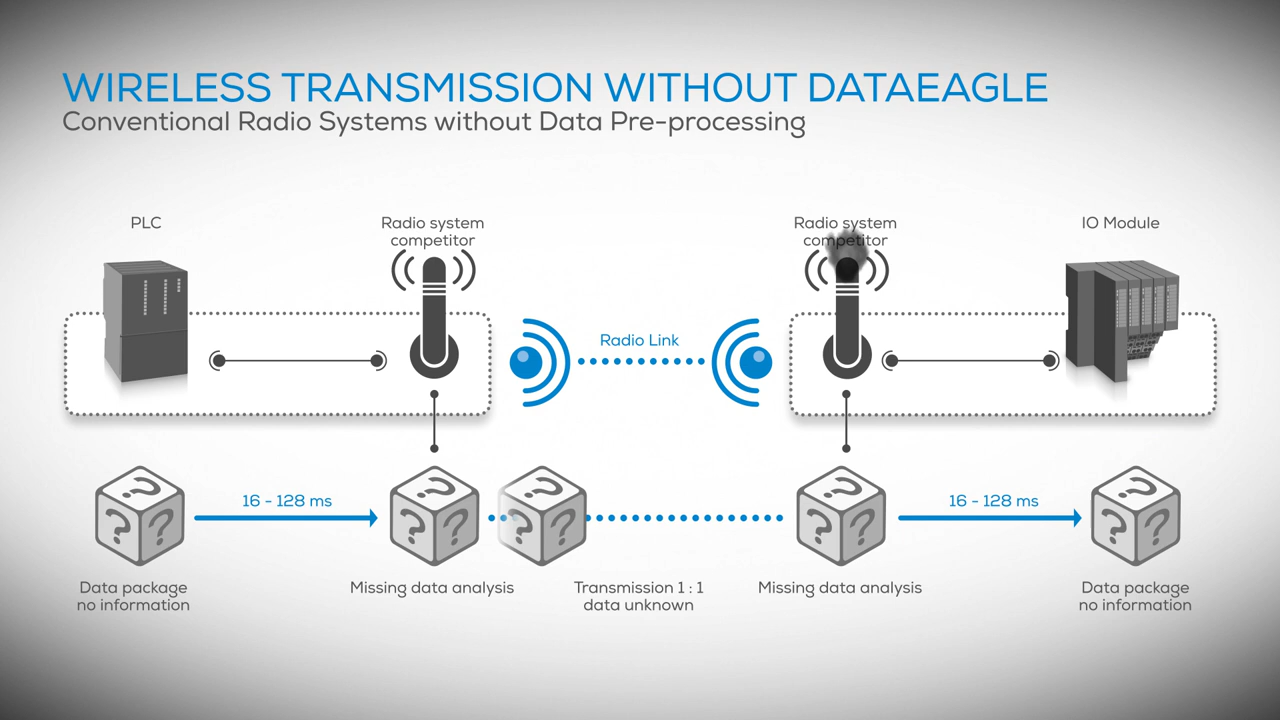 WIRELESS TRANSMISSION WITHOUT DATAEAGLE
Conventional Radio Systems without Data Pre-processing
PLC
Radio system
competitor
Radio system
competitor
IO Module
Radio Link
? ? ?
16 - 128 ms
? ? ?
? ? ?
? ? ?
16 - 128 ms
? ? ?
Data package
no information
Missing data analysis
Transmission 1 : 1
data unknown
Missing data analysis
Data package
no information